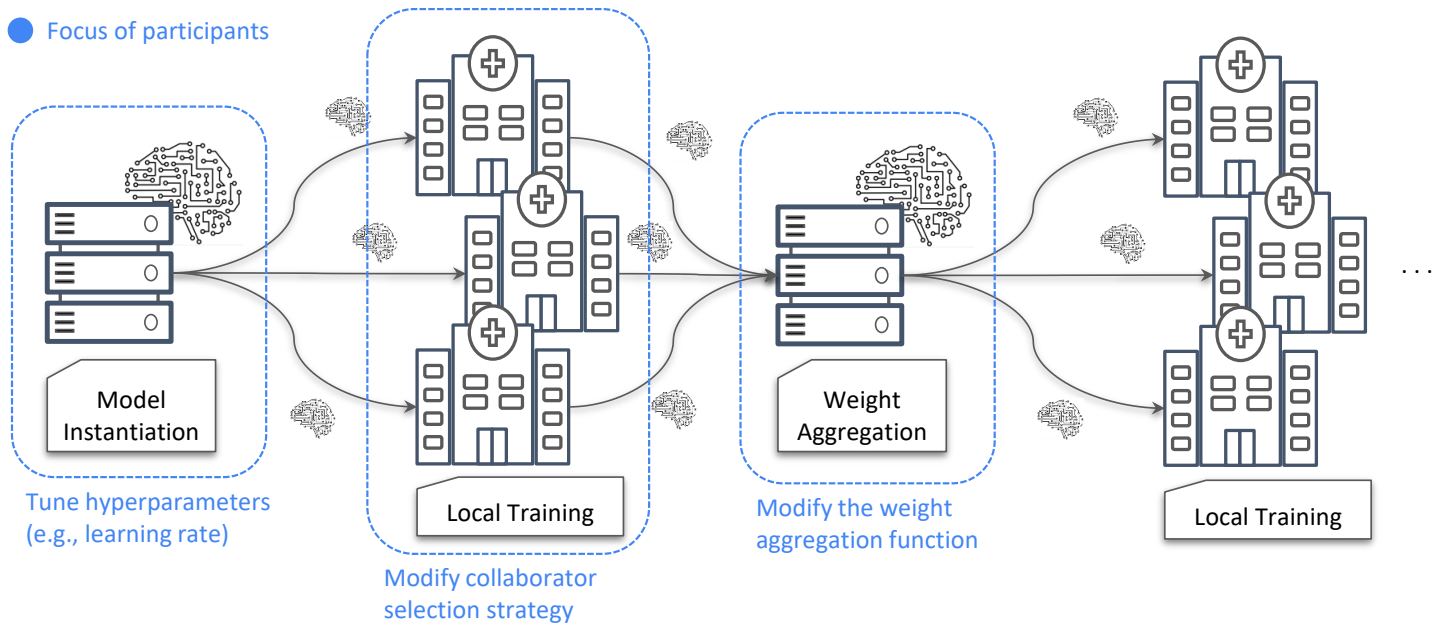 Focus of participants
Model
Instantiation
Tune hyperparameters
(e.g., learning rate)
Local Training
Modify collaborator
selection strategy
Weight
Aggregation
Modify the weight
aggregation function
Local Training
. . .